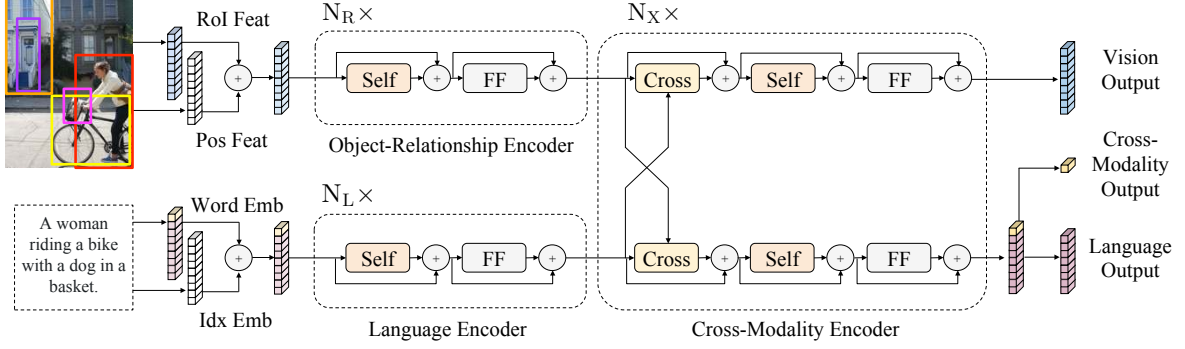 RoI Feat
Pos Feat
N_R ×
Self
+
FF
+
+
Object-Relationship Encoder
N_X ×
Cross
+
Self
+
FF
+
Vision
Output
Cross-
Modality
Output
A woman
riding a bike
with a dog in a
basket.
Word Emb
Idx Emb
+
N_L ×
Self
+
FF
+
Language Encoder
Cross
+
Self
+
FF
+
Cross-Modality Encoder
Language
Output